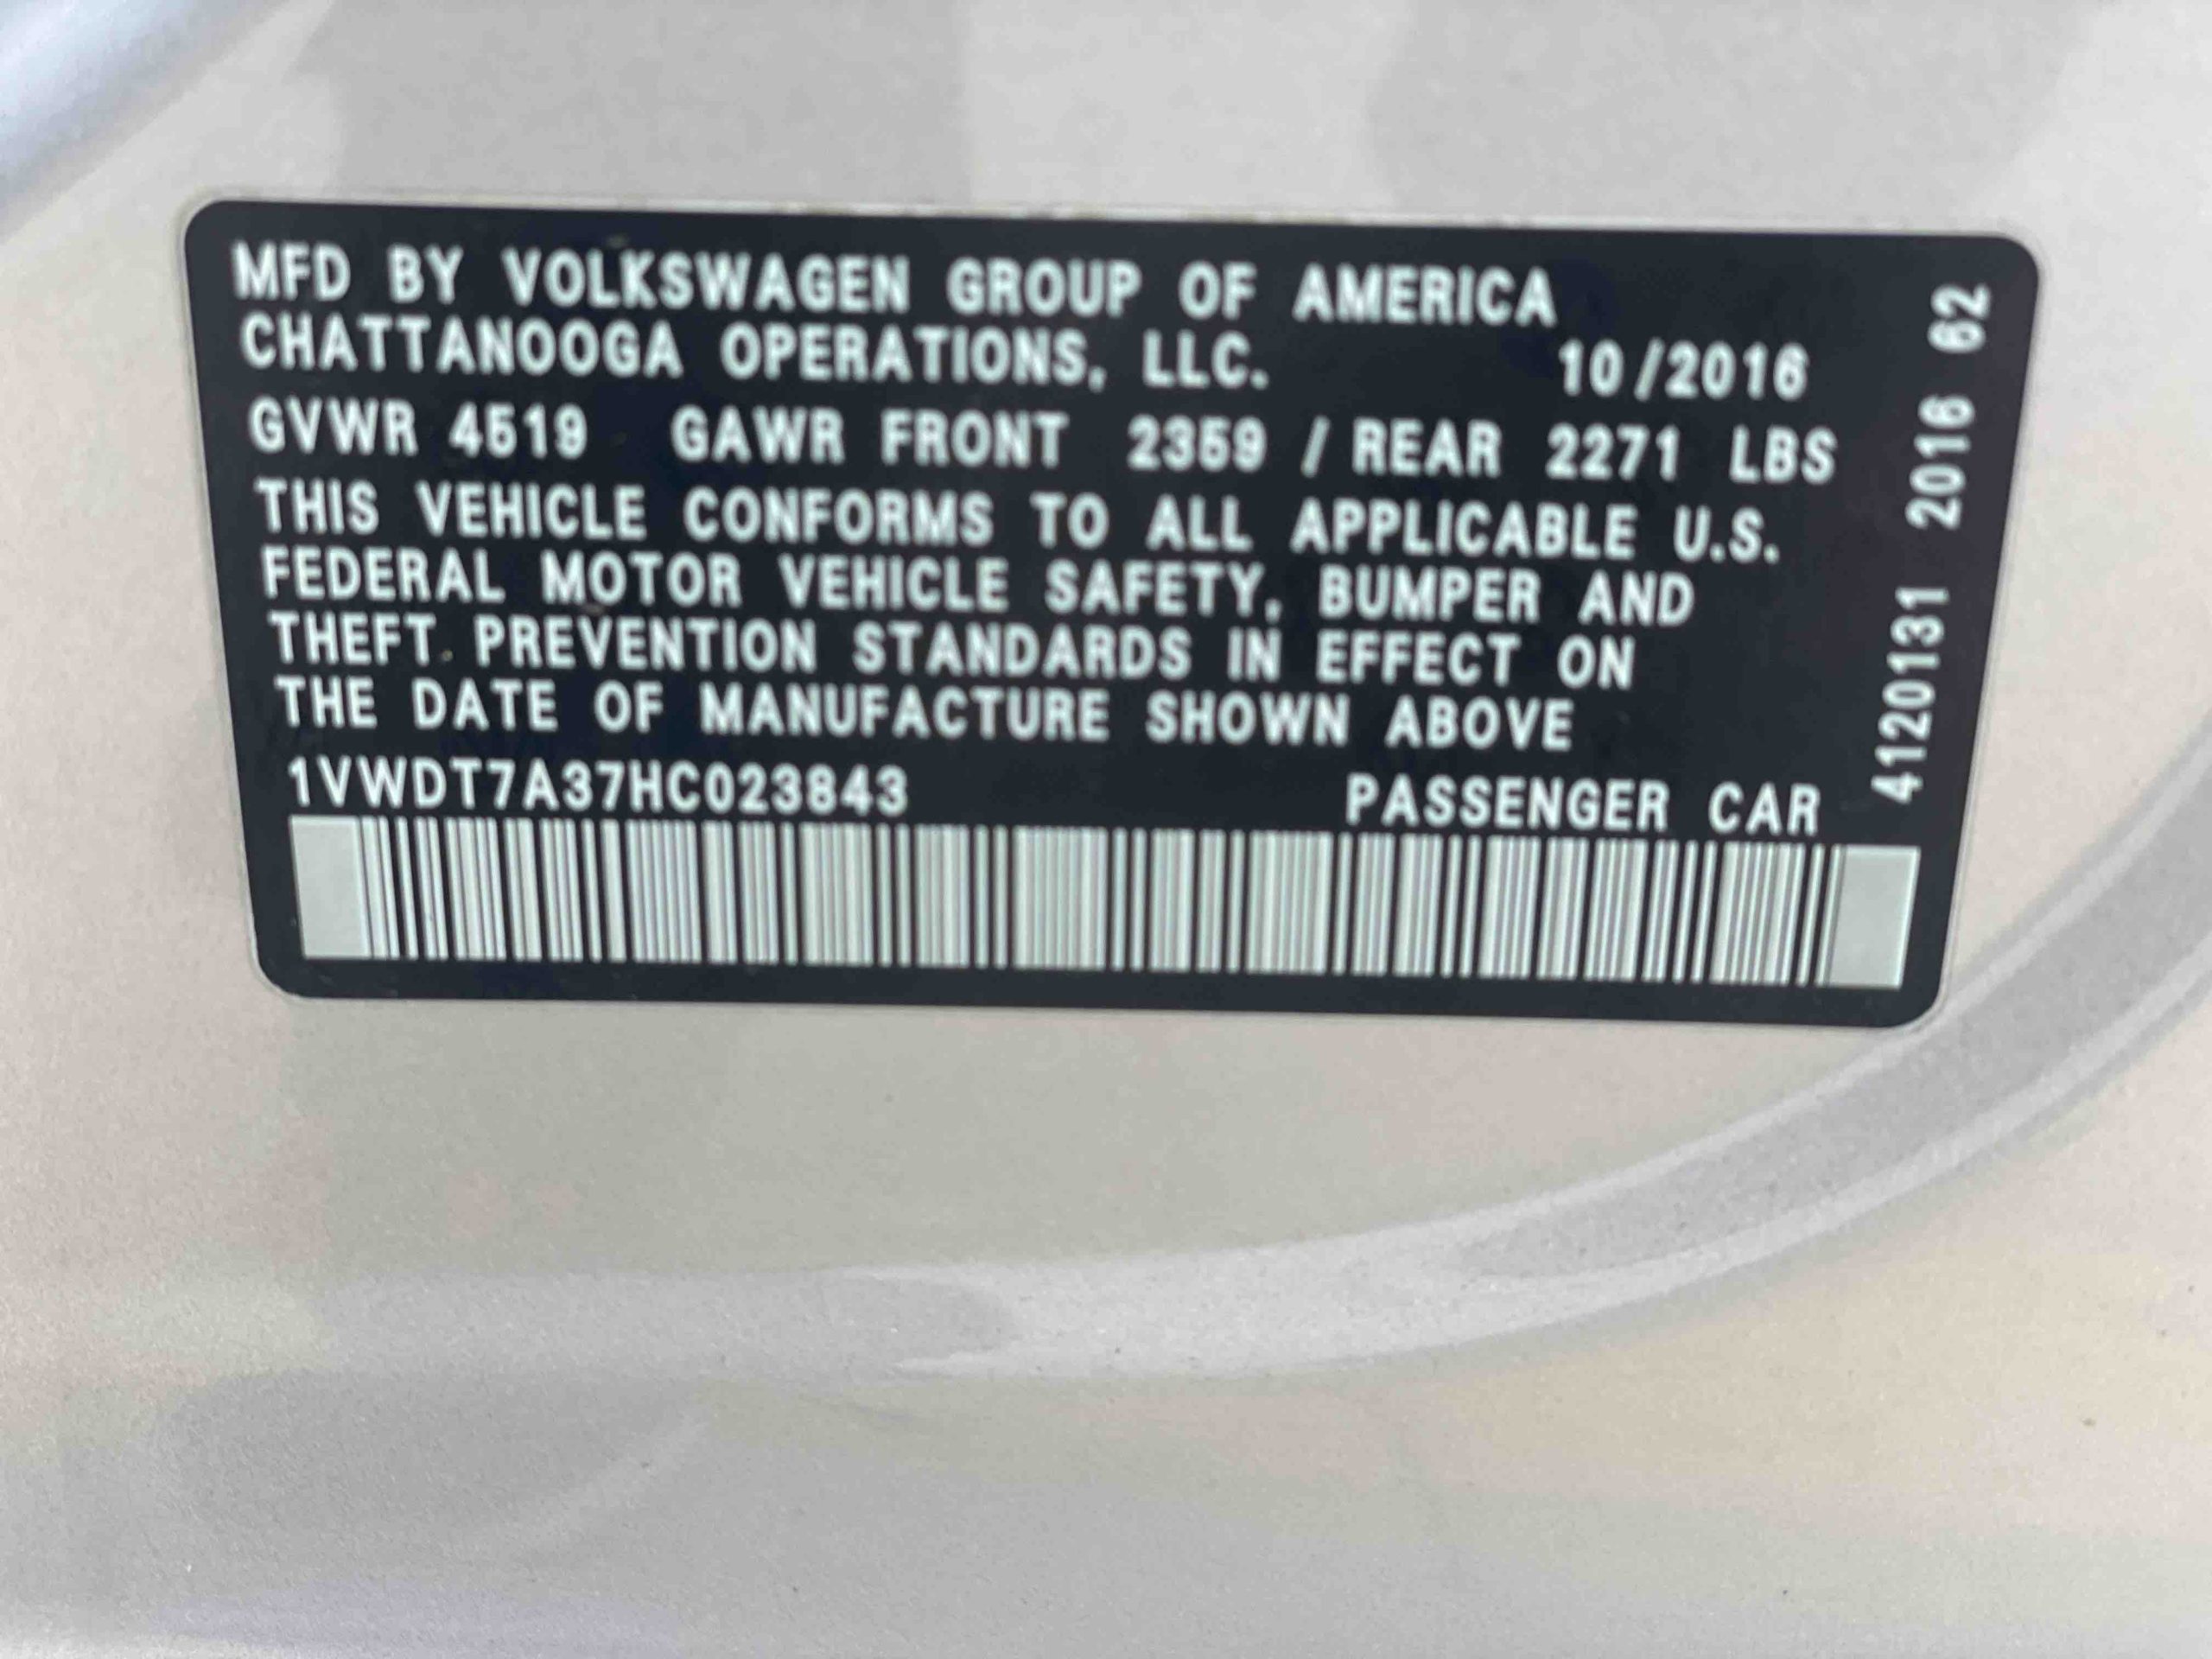 MFD BY VOLKSWAGEN GROUP OF AMERICA
CHATTANOOGA OPERATIONS, LLC. 10/2016
GVWR 4519 GAWR FRONT 2359 / REAR 2271 LBS
THIS VEHICLE CONFORMS TO ALL APPLICABLE U.S.
FEDERAL MOTOR VEHICLE SAFETY, BUMPER AND
THEFT PREVENTION STANDARDS IN EFFECT ON
THE DATE OF MANUFACTURE SHOWN ABOVE
1VWDT7A37HC023843 PASSENGER CAR
4120131 2016 62